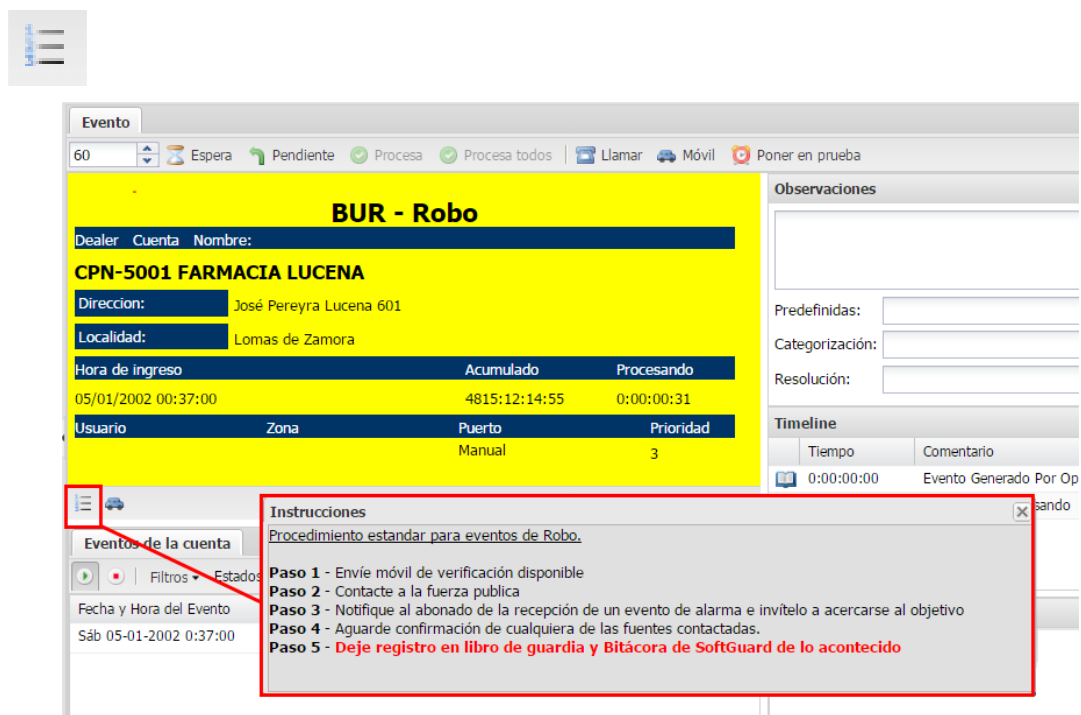 Evento
60 Espera Pendiente Procesa Procesa todos Llamar Móvil Poner en prueba
BUR - Robo
Dealer Cuenta Nombre:
CPN-5001 FARMACIA LUCENA
Direccion: José Pereyra Lucena 601
Localidad: Lomas de Zamora
Hora de ingreso Acumulado Procesando
05/01/2002 00:37:00 4815:12:14:55 0:00:00:31
Usuario Zona Puerto Prioridad
Manual 3
Observaciones
Predefinidas:
Categorización:
Resolución:
Timeline
Tiempo Comentario
0:00:00:00 Evento Generado Por Op
sando
Instrucciones
Procedimiento estandar para eventos de Robo.
Paso 1 - Envíe móvil de verificación disponible
Paso 2 - Contacte a la fuerza publica
Paso 3 - Notifique al abonado de la recepción de un evento de alarma e invítelo a acercarse al objetivo
Paso 4 - Aguarde confirmación de cualquiera de las fuentes contactadas.
Paso 5 - Deje registro en libro de guardia y Bitácora de SoftGuard de lo acontecido
Eventos de la cuenta
Filtros Estados
Fecha y Hora del Evento
Sáb 05-01-2002 0:37:00